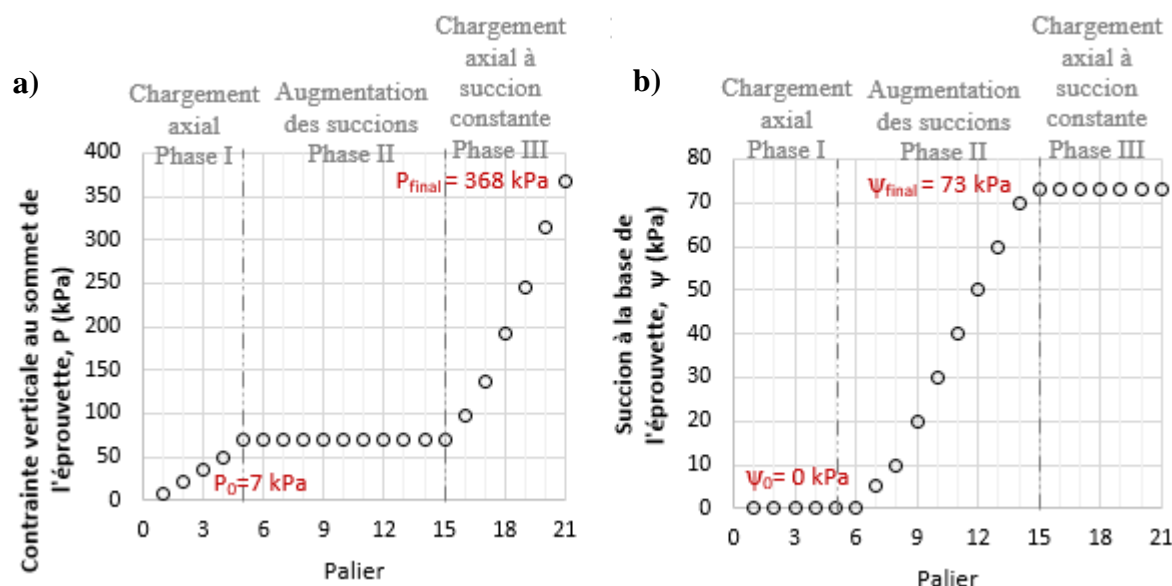 a)
Chargement
axial
Phase I
Augmentation
des succions
Phase II
Chargement
axial à
succion
constante
Phase III
Contrainte verticale au sommet de
l'éprouvette, P (kPa)
400
350
300
250
200
150
100
50
0
P_final = 368 kPa
P_0=7 kPa
0 3 6 9 12 15 18 21
Palier
b)
Chargement
axial
Phase I
Augmentation
des succions
Phase II
Chargement
axial à
succion
constante
Phase III
Succion à la base de
l'éprouvette, ψ (kPa)
80
70
60
50
40
30
20
10
0
ψ_final = 73 kPa
ψ_0= 0 kPa
0 3 6 9 12 15 18 21
Palier